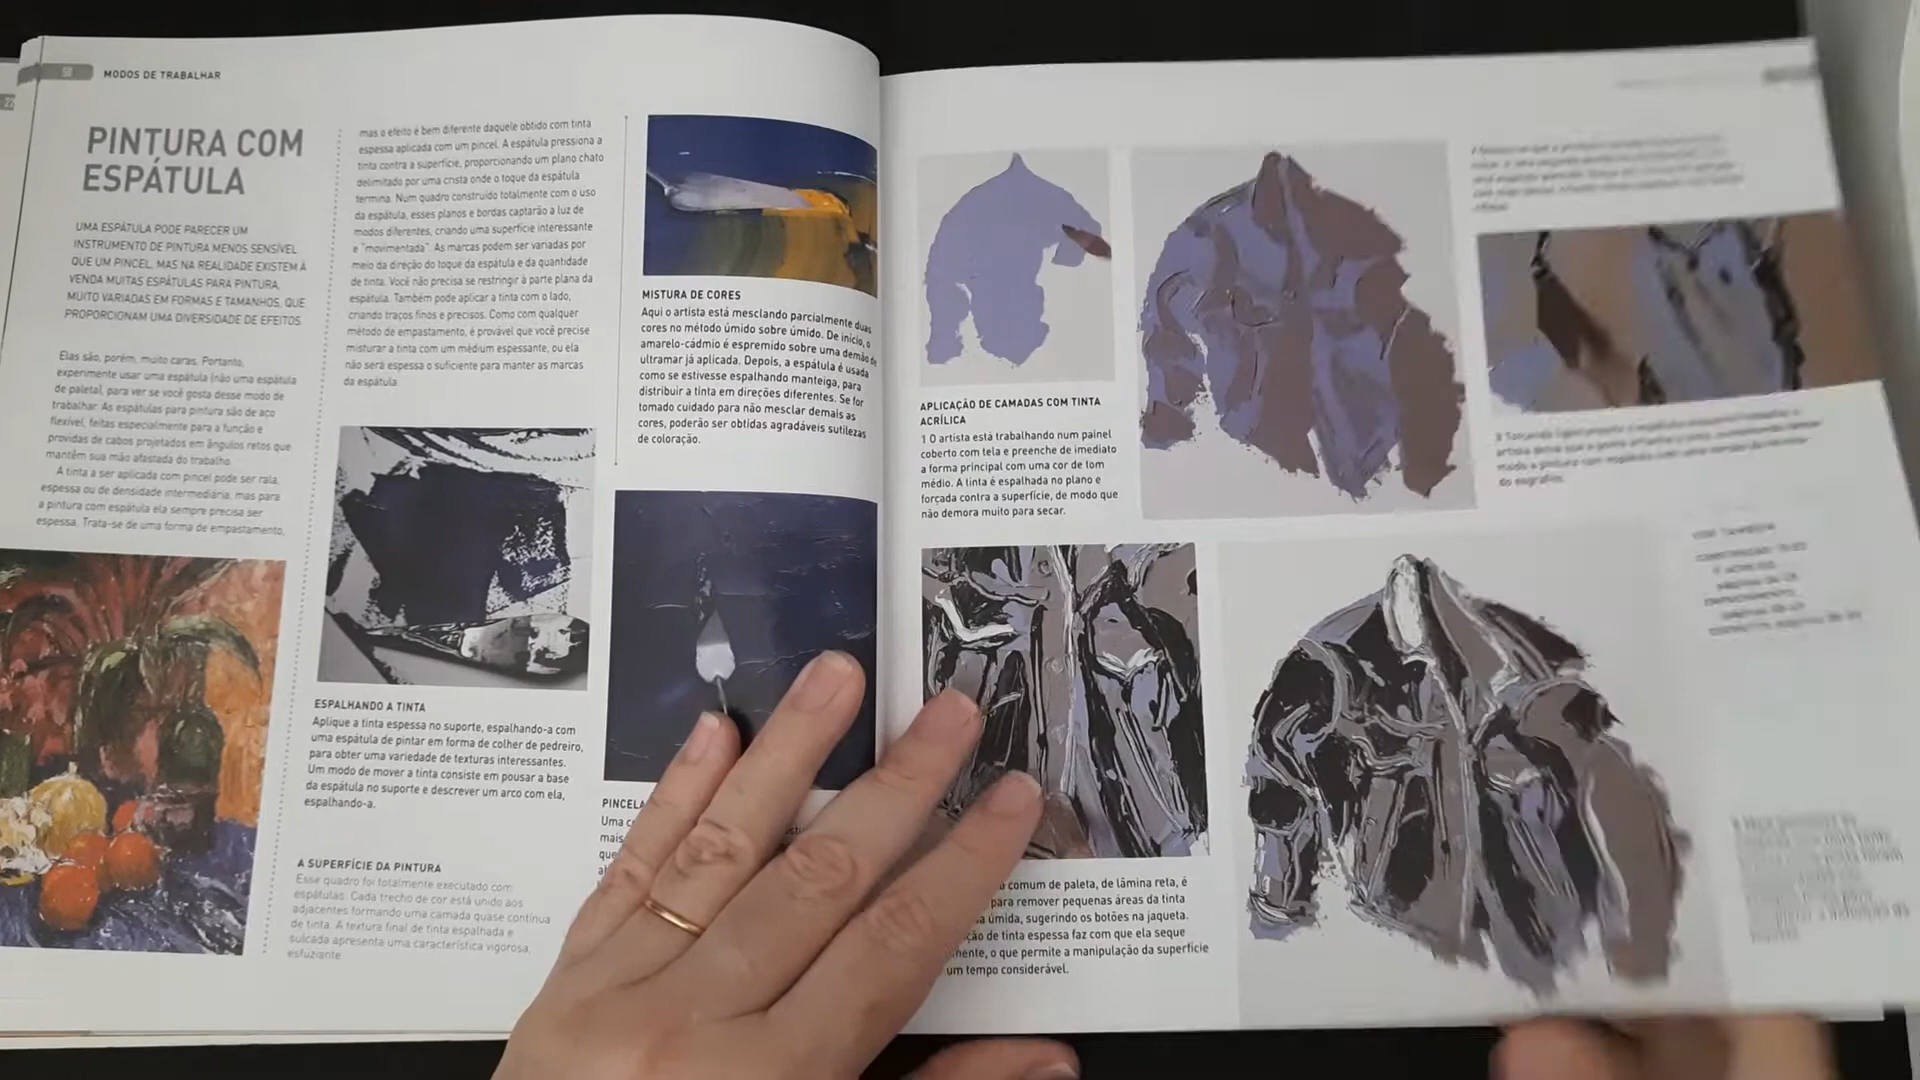 50 MODOS DE TRABALHAR
22
PINTURA COM
ESPÁTULA
UMA ESPÁTULA PODE PARECER UM
INSTRUMENTO DE PINTURA MENOS SENSÍVEL
QUE UM PINCEL, MAS NA REALIDADE EXISTEM À
VENDA MUITAS ESPÁTULAS PARA PINTURA,
MUITO VARIADAS EM FORMAS E TAMANHOS, QUE
PROPORCIONAM UMA DIVERSIDADE DE EFEITOS.
Elas são, porém, muito caras. Portanto,
experimente usar uma espátula (não uma espátula
de paleta), para ver se você gosta desse modo de
trabalhar. As espátulas para pintura são de aço
flexível, feitas especialmente para a função e
providas de cabos projetados em ângulos retos que
mantêm sua mão afastada do trabalho.
A tinta a ser aplicada com pincel pode ser rala,
espessa ou de densidade intermediária, mas para
a pintura com espátula ela sempre precisa ser
espessa. Trata-se de uma forma de empastamento,
mas o efeito é bem diferente daquele obtido com tinta
espessa aplicada com um pincel. A espátula pressiona a
tinta contra a superfície, proporcionando um plano chato
delimitado por uma crista onde o toque da espátula
termina. Num quadro construído totalmente com o uso
da espátula, esses planos e bordas captarão a luz de
modos diferentes, criando uma superfície interessante
e "movimentada". As marcas podem ser variadas por
meio da direção do toque da espátula e da quantidade
de tinta. Você não precisa se restringir à parte plana da
espátula. Também pode aplicar a tinta com o lado,
criando traços finos e precisos. Como com qualquer
método de empastamento, é provável que você precise
misturar a tinta com um médium espessante, ou ela
não será espessa o suficiente para manter as marcas
da espátula.
ESPALHANDO A TINTA
Aplique a tinta espessa no suporte, espalhando-a com
uma espátula de pintar em forma de colher de pedreiro,
para obter uma variedade de texturas interessantes.
Um modo de mover a tinta consiste em pousar a base
da espátula no suporte e descrever um arco com ela,
espalhando-a.
A SUPERFÍCIE DA PINTURA
Esse quadro foi totalmente executado com
espátulas. Cada trecho de cor está unido aos
adjacentes formando uma camada quase contínua
de tinta. A textura final de tinta espalhada e
sulcada apresenta uma característica vigorosa,
esfuziante.
MISTURA DE CORES
Aqui o artista está mesclando parcialmente duas
cores no método úmido sobre úmido. De início, o
amarelo-cádmio é espremido sobre uma demão de
ultramar já aplicada. Depois, a espátula é usada
como se estivesse espalhando manteiga, para
distribuir a tinta em direções diferentes. Se for
tomado cuidado para não mesclar demais as
cores, poderão ser obtidas agradáveis sutilezas
de coloração.
PINCELA
Uma
mais
que
APLICAÇÃO DE CAMADAS COM TINTA
ACRÍLICA
1 O artista está trabalhando num painel
coberto com tela e preenche de imediato
a forma principal com uma cor de tom
médio. A tinta é espalhada no plano e
forçada contra a superfície, de modo que
não demora muito para secar.
comum de paleta, de lâmina reta, é
para remover pequenas áreas da tinta
úmida, sugerindo os botões na jaqueta.
ção de tinta espessa faz com que ela seque
mente, o que permite a manipulação da superfície
um tempo considerável.
VER TAMBÉM